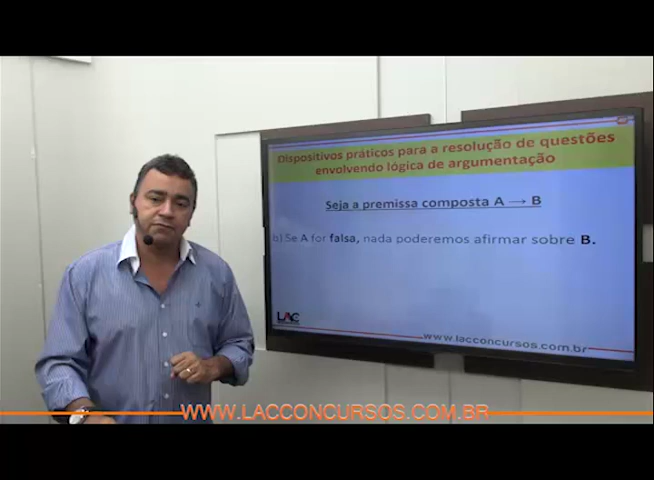 Dispositivos práticos para a resolução de questões
envolvendo lógica de argumentação
Seja a premissa composta A → B
b) Se A for falsa, nada poderemos afirmar sobre B.
LAC
www.lacconcursos.com.br
WWW.LACCONCURSOS.COM.BR